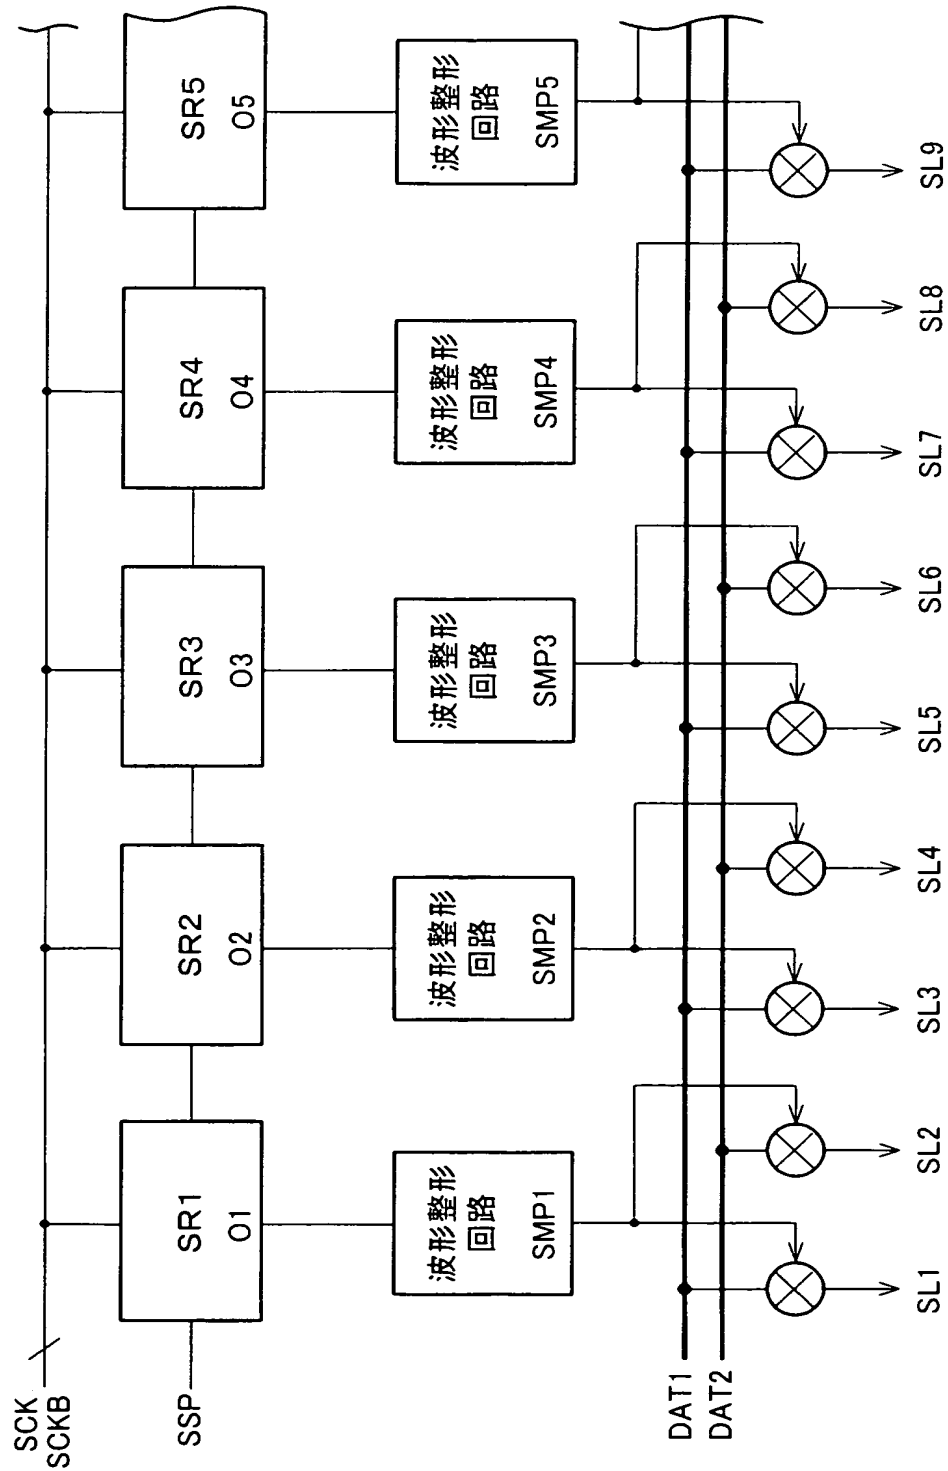 SCK
SCKB
SSP
SR1
O1
SR2
O2
SR3
O3
SR4
O4
SR5
O5
波形整形
回路
SMP1
波形整形
回路
SMP2
波形整形
回路
SMP3
波形整形
回路
SMP4
波形整形
回路
SMP5
DAT1
DAT2
SL1
SL2
SL3
SL4
SL5
SL6
SL7
SL8
SL9